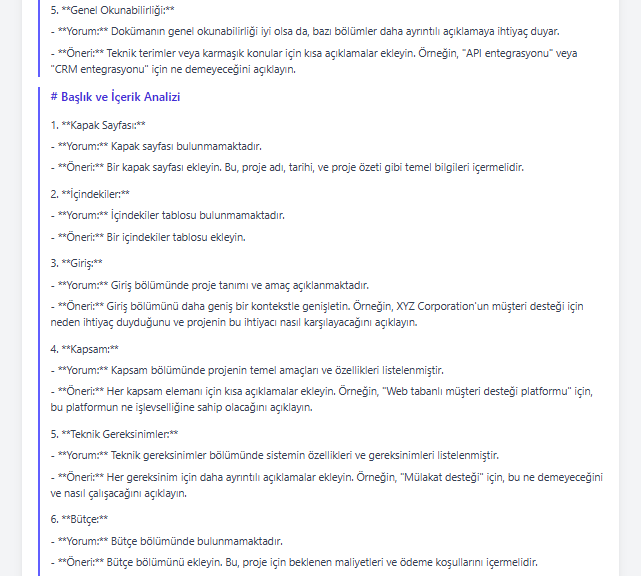 5. **Genel Okunabilirliği:**
- **Yorum:** Dokümanın genel okunabilirliği iyi olsa da, bazı bölümler daha ayrıntılı açıklamaya ihtiyaç duyar.
- **Öneri:** Teknik terimler veya karmaşık konular için kısa açıklamalar ekleyin. Örneğin, "API entegrasyonu" veya
"CRM entegrasyonu" için ne demeyeceğini açıklayın.
# Başlık ve İçerik Analizi
1. **Kapak Sayfası:**
- **Yorum:** Kapak sayfası bulunmamaktadır.
- **Öneri:** Bir kapak sayfası ekleyin. Bu, proje adı, tarihi, ve proje özeti gibi temel bilgileri içermelidir.
2. **İçindekiler:**
- **Yorum:** İçindekiler tablosu bulunmamaktadır.
- **Öneri:** Bir içindekiler tablosu ekleyin.
3. **Giriş:**
- **Yorum:** Giriş bölümünde proje tanımı ve amaç açıklanmaktadır.
- **Öneri:** Giriş bölümünü daha geniş bir kontekstle genişletin. Örneğin, XYZ Corporation'un müşteri desteği için
neden ihtiyaç duyduğunu ve projenin bu ihtiyacı nasıl karşılayacağını açıklayın.
4. **Kapsam:**
- **Yorum:** Kapsam bölümünde projenin temel amaçları ve özellikleri listelenmiştir.
- **Öneri:** Her kapsam elemanı için kısa açıklamalar ekleyin. Örneğin, "Web tabanlı müşteri desteği platformu" için,
bu platformun ne işlevselliğine sahip olacağını açıklayın.
5. **Teknik Gereksinimler:**
- **Yorum:** Teknik gereksinimler bölümünde sistemin özellikleri ve gereksinimleri listelenmiştir.
- **Öneri:** Her gereksinim için daha ayrıntılı açıklamalar ekleyin. Örneğin, "Mülakat desteği" için, bu ne demeyeceğini
ve nasıl çalışacağını açıklayın.
6. **Bütçe:**
- **Yorum:** Bütçe bölümünde bulunmamaktadır.
- **Öneri:** Bütçe bölümünü ekleyin. Bu, proje için beklenen maliyetleri ve ödeme koşullarını içermelidir.